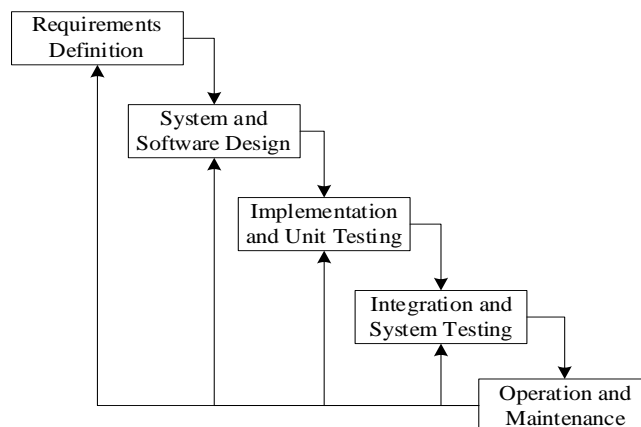 Requirements
Definition
System and
Software Design
Implementation
and Unit Testing
Integration and
System Testing
Operation and
Maintenance